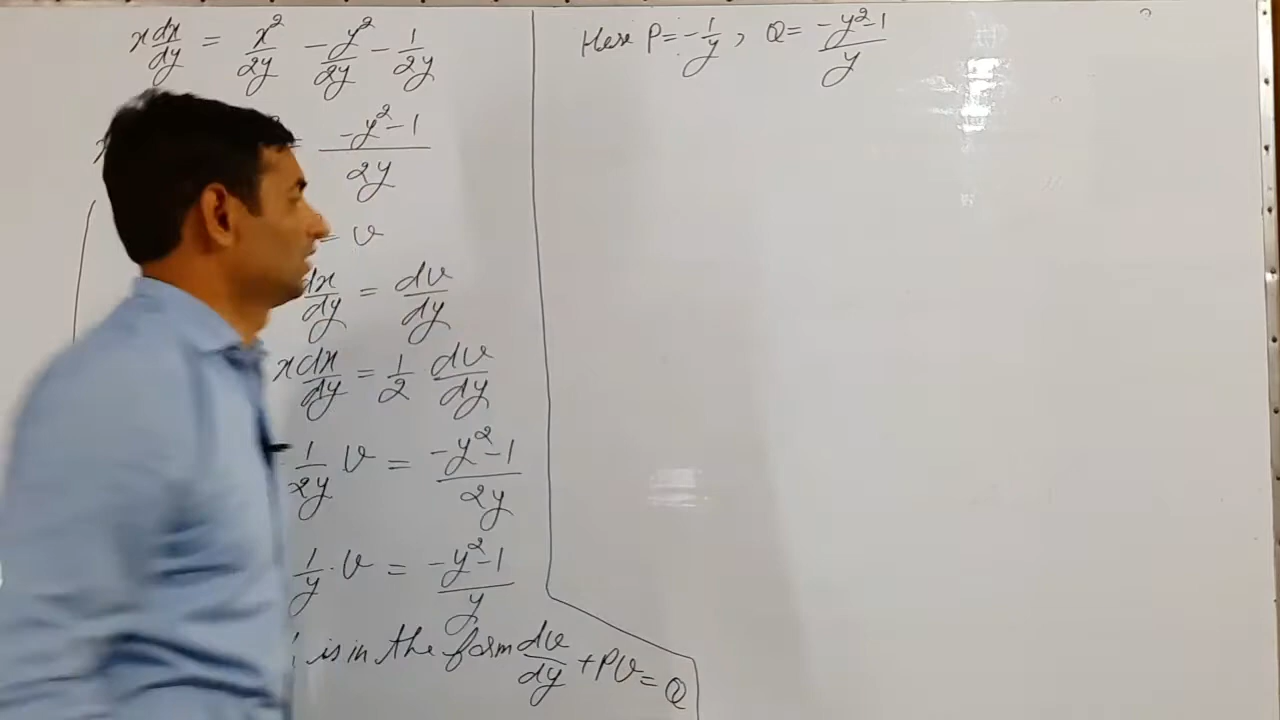 x dx/dy = x²/2y - y²/2y - 1/2y
= -y²-1/2y
= v
dx/dy = dv/dy
x dx/dy = 1/2 dv/dy
1/2y v = -y²-1/2y
1/y . v = -y²-1/y
is in the form dv/dy + Pv = Q
Here P = -1/y, Q = -y²-1/y